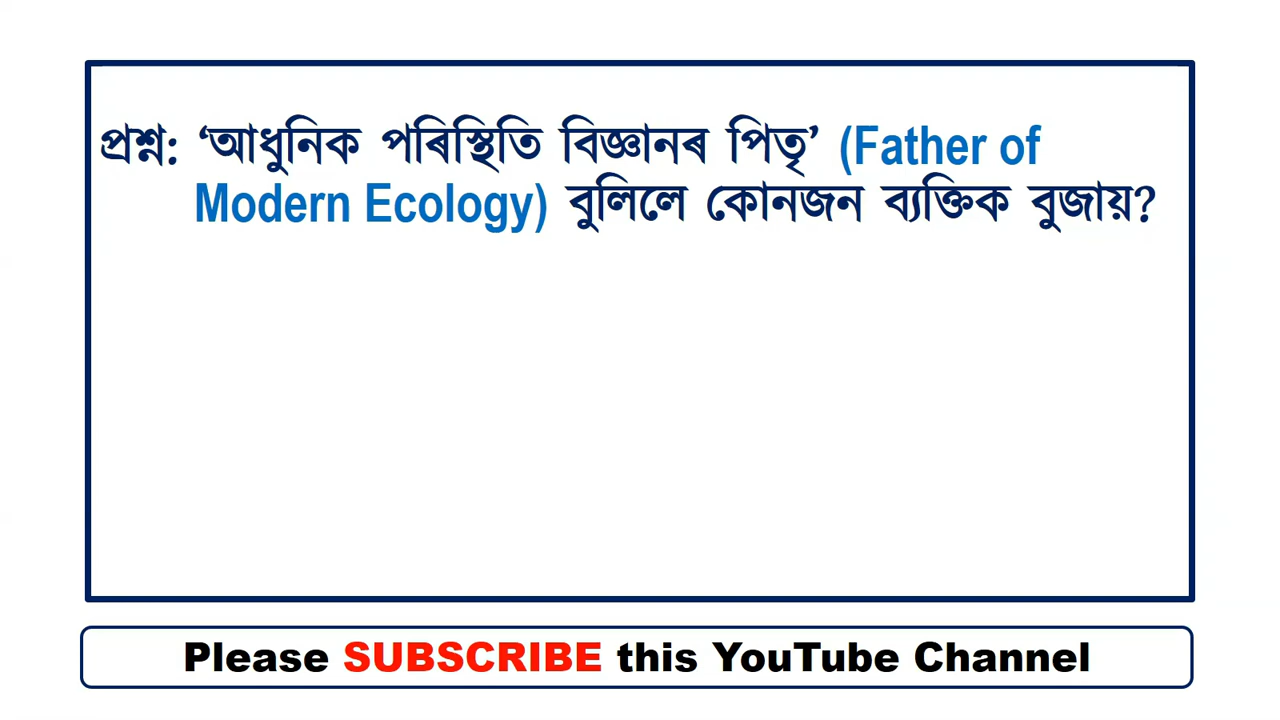 প্ৰশ্ন: ‘আধুনিক পৰিস্থিতি বিজ্ঞানৰ পিতৃ’ (Father of
Modern Ecology) বুলিলে কোনজন ব্যক্তিক বুজায়?
Please SUBSCRIBE this YouTube Channel